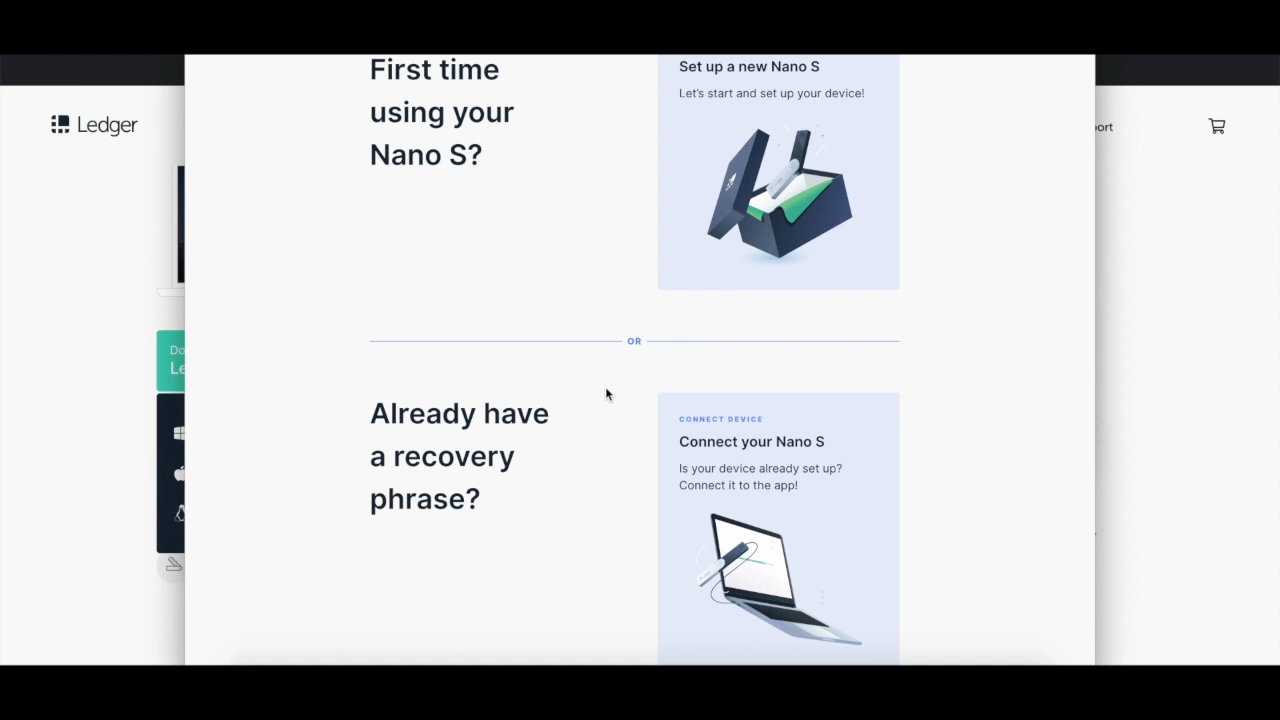 First time
using your
Nano S?
Set up a new Nano S
Let's start and set up your device!
Ledger
OR
Already have
a recovery
phrase?
CONNECT DEVICE
Connect your Nano S
Is your device already set up?
Connect it to the app!